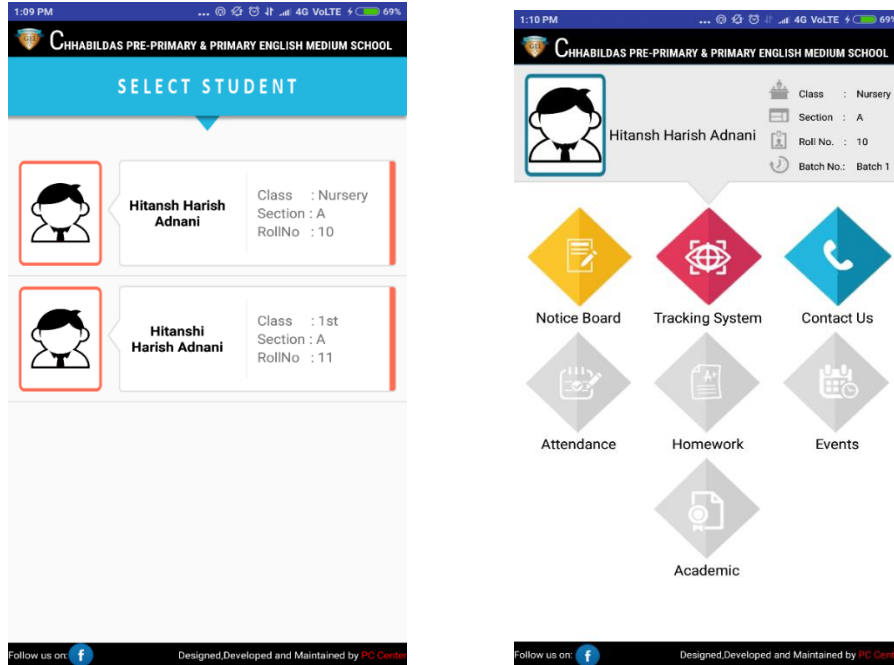 1:09 PM ... 4G VoLTE 69%
CHHABILDAS PRE-PRIMARY & PRIMARY ENGLISH MEDIUM SCHOOL
SELECT STUDENT
Hitansh Harish
Adnani
Class : Nursery
Section : A
RollNo : 10
Hitanshi
Harish Adnani
Class : 1st
Section : A
RollNo : 11
Follow us on: f Designed,Developed and Maintained by PC Center
1:10 PM ... 4G VoLTE 69%
CHHABILDAS PRE-PRIMARY & PRIMARY ENGLISH MEDIUM SCHOOL
Hitansh Harish Adnani
Class : Nursery
Section : A
Roll No. : 10
Batch No.: Batch 1
Notice Board Tracking System Contact Us
A+
Attendance Homework Events
Academic
Follow us on: f Designed,Developed and Maintained by PC Cent